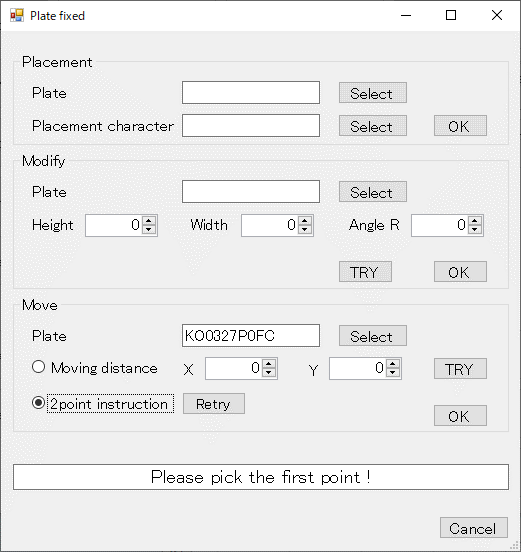 Plate fixed
Placement
Plate Select
Placement character Select OK
Modify
Plate Select
Height 0 Width 0 Angle R 0
TRY OK
Move
Plate KO0327P0FC Select
Moving distance X 0 Y 0 TRY
2point instruction Retry
OK
Please pick the first point !
Cancel